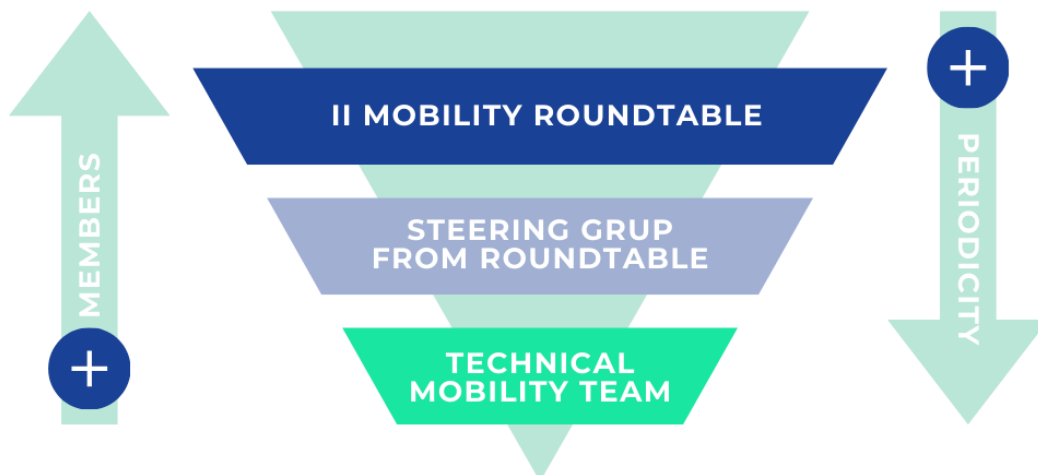 MEMBERS
+
II MOBILITY ROUNDTABLE
STEERING GRUP
FROM ROUNDTABLE
TECHNICAL
MOBILITY TEAM
+
PERIODICITY